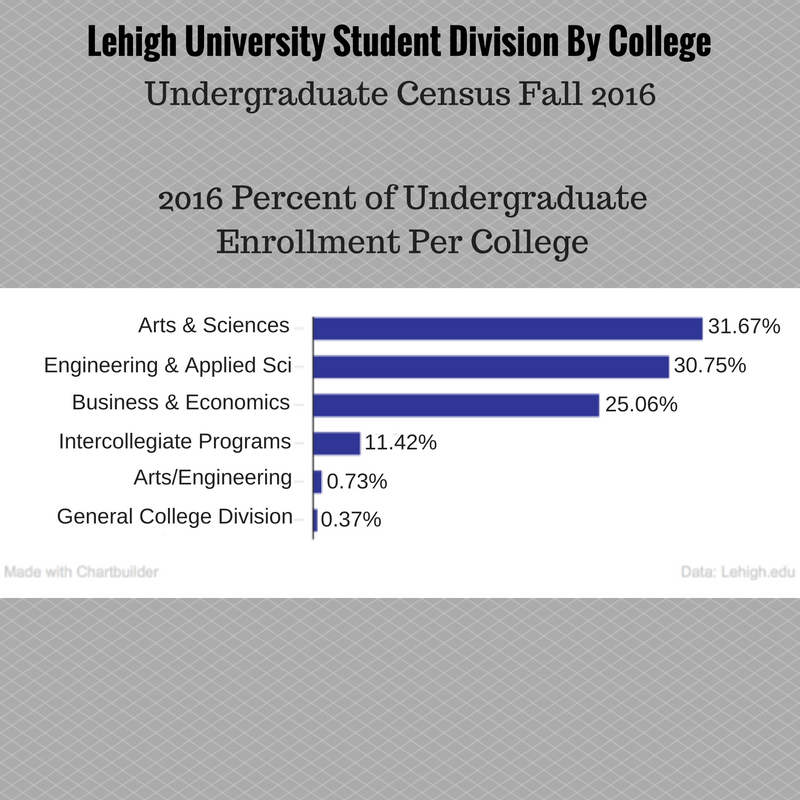 Lehigh University Student Division By College
Undergraduate Census Fall 2016
2016 Percent of Undergraduate
Enrollment Per College
Arts & Sciences 31.67%
Engineering & Applied Sci 30.75%
Business & Economics 25.06%
Intercollegiate Programs 11.42%
Arts/Engineering 0.73%
General College Division 0.37%
Made with Chartbuilder Data: Lehigh.edu